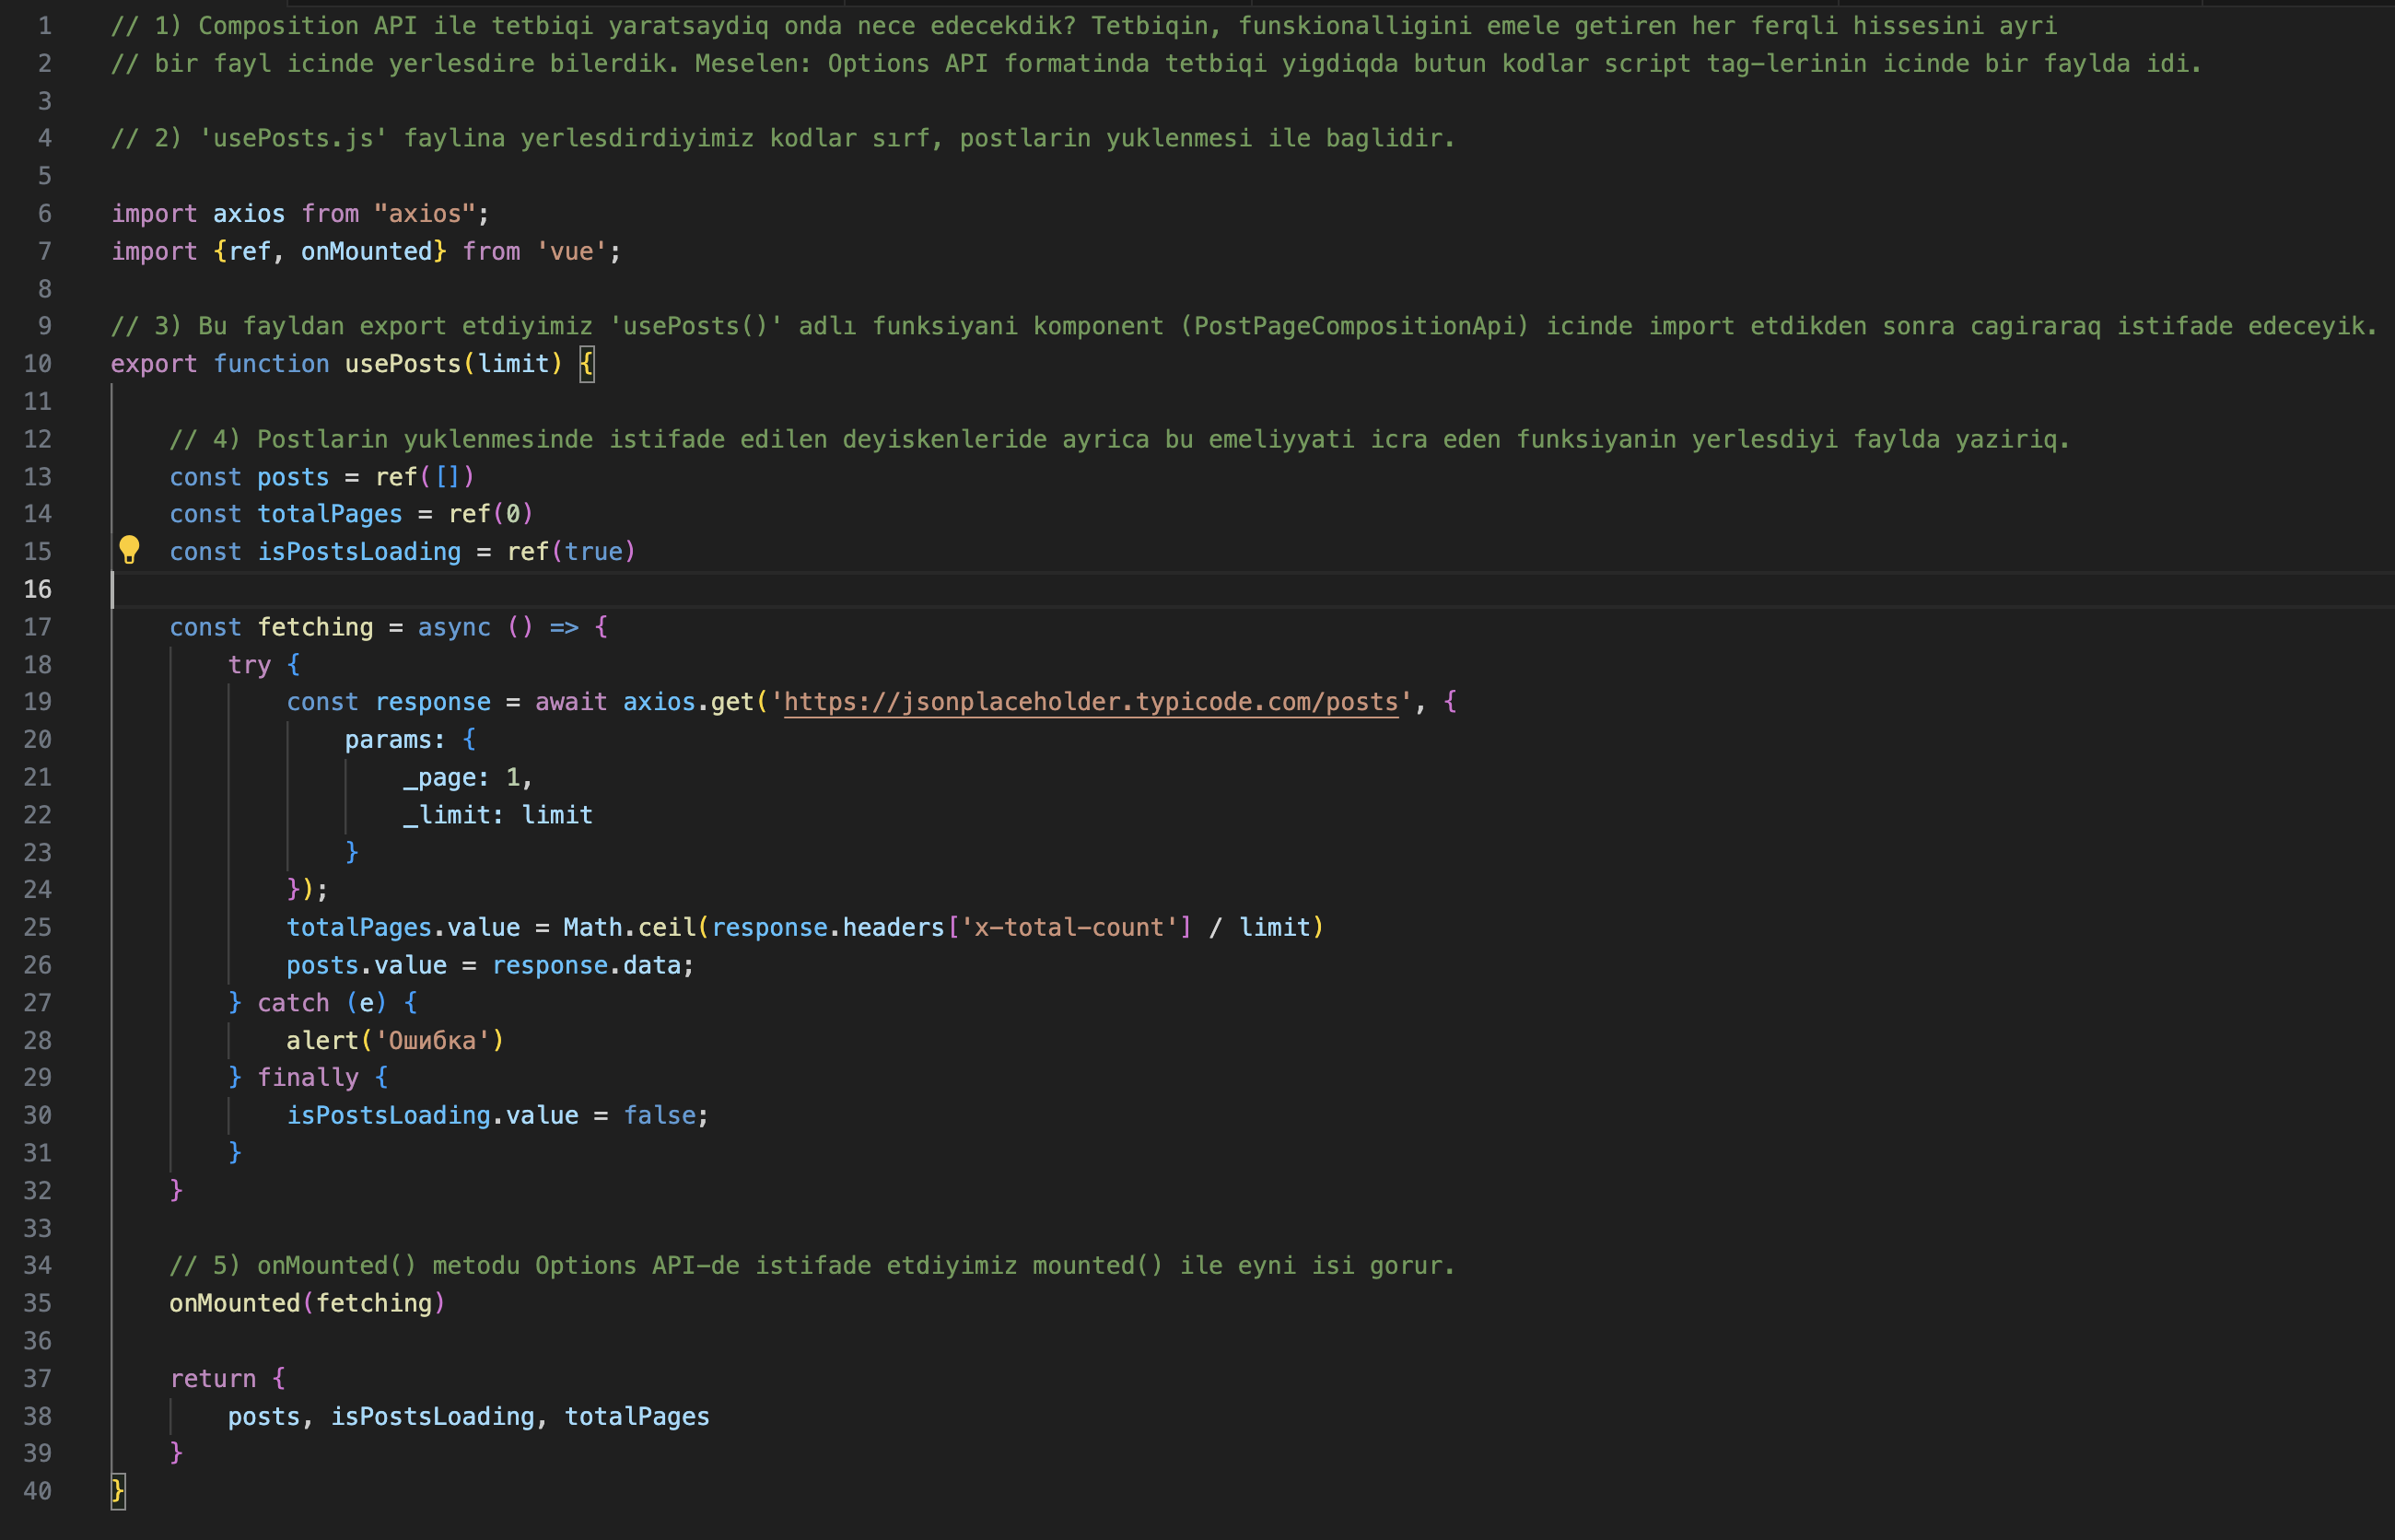 1 // 1) Composition API ile tetbiqi yaratsaydiq onda nece edecekdik? Tetbiqin, funskionalligini emele getiren her ferqli hissesini ayri
2 // bir fayl icinde yerlesdire bilerdik. Meselen: Options API formatinda tetbiqi yigdiqda butun kodlar script tag-lerinin icinde bir faylda idi.
3
4 // 2) 'usePosts.js' faylina yerlesdirdiyimiz kodlar sırf, postlarin yuklenmesi ile baglidir.
5
6 import axios from "axios";
7 import {ref, onMounted} from 'vue';
8
9 // 3) Bu fayldan export etdiyimiz 'usePosts()' adlı funksiyani komponent (PostPageCompositionApi) icinde import etdikden sonra cagiraraq istifade edeceyik.
10 export function usePosts(limit) {
11
12     // 4) Postlarin yuklenmesinde istifade edilen deyiskenleride ayrica bu emeliyyati icra eden funksiyanin yerlesdiyi faylda yaziriq.
13     const posts = ref([])
14     const totalPages = ref(0)
15     const isPostsLoading = ref(true)
16
17     const fetching = async () => {
18         try {
19             const response = await axios.get('https://jsonplaceholder.typicode.com/posts', {
20                 params: {
21                     _page: 1,
22                     _limit: limit
23                 }
24             });
25             totalPages.value = Math.ceil(response.headers['x-total-count'] / limit)
26             posts.value = response.data;
27         } catch (e) {
28             alert('Ошибка')
29         } finally {
30             isPostsLoading.value = false;
31         }
32     }
33
34     // 5) onMounted() metodu Options API-de istifade etdiyimiz mounted() ile eyni isi gorur.
35     onMounted(fetching)
36
37     return {
38         posts, isPostsLoading, totalPages
39     }
40 }